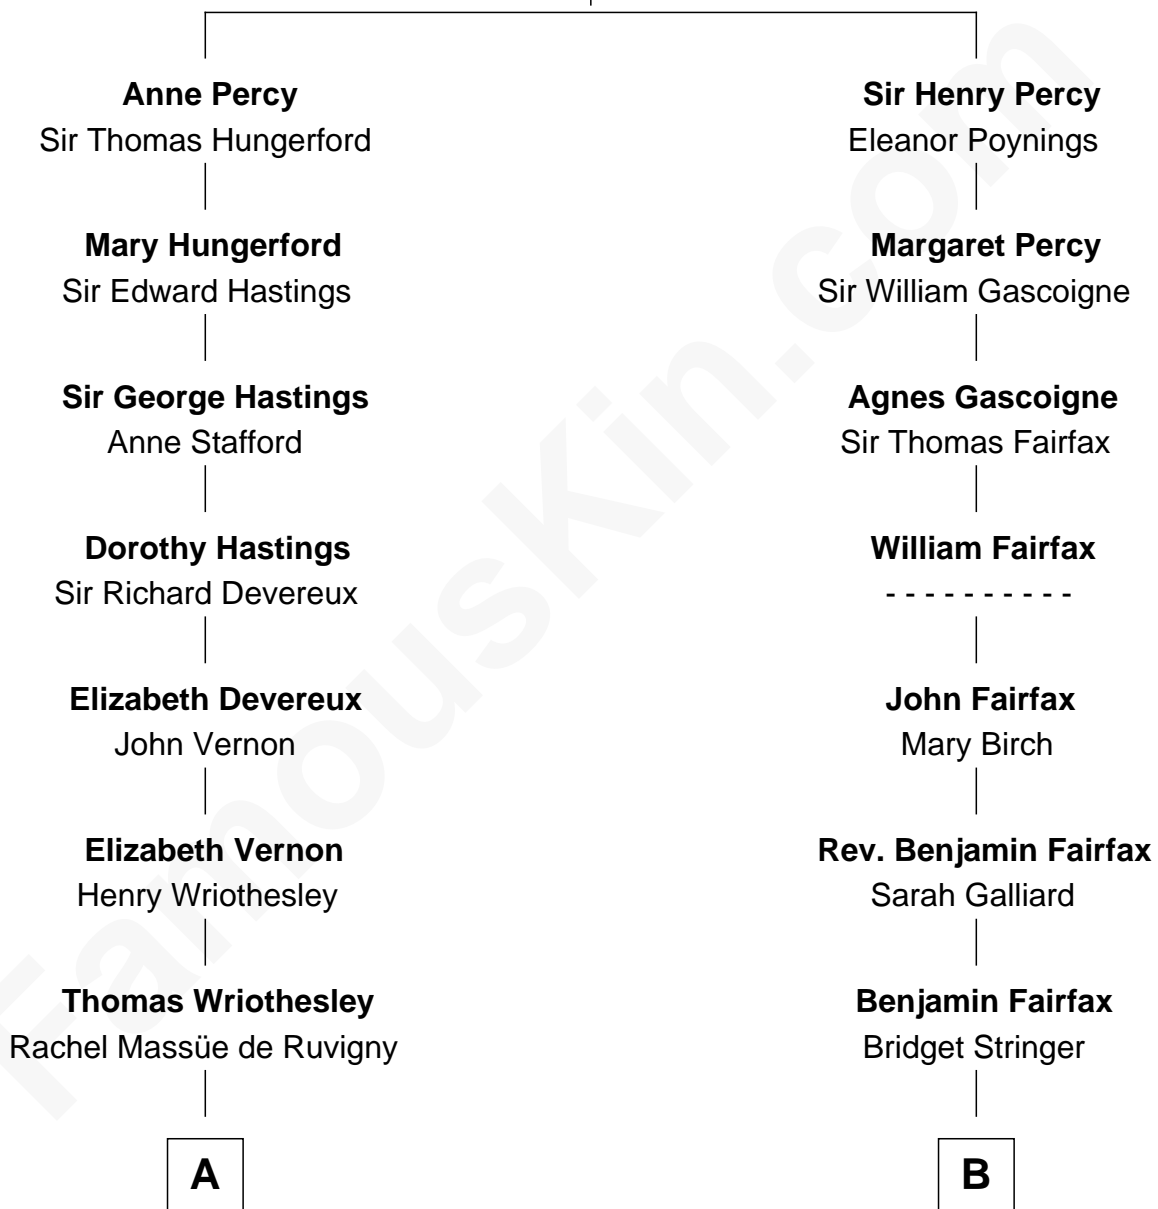 Anne Percy
Sir Thomas Hungerford
Mary Hungerford
Sir Edward Hastings
Sir George Hastings
Anne Stafford
Dorothy Hastings
Sir Richard Devereux
Elizabeth Devereux
John Vernon
Elizabeth Vernon
Henry Wriothesley
Thomas Wriothesley
Rachel Massüe de Ruvigny
A
Sir Henry Percy
Eleanor Poynings
Margaret Percy
Sir William Gascoigne
Agnes Gascoigne
Sir Thomas Fairfax
William Fairfax
- - - - - - - - - -
John Fairfax
Mary Birch
Rev. Benjamin Fairfax
Sarah Galliard
Benjamin Fairfax
Bridget Stringer
B
FamousKin.com